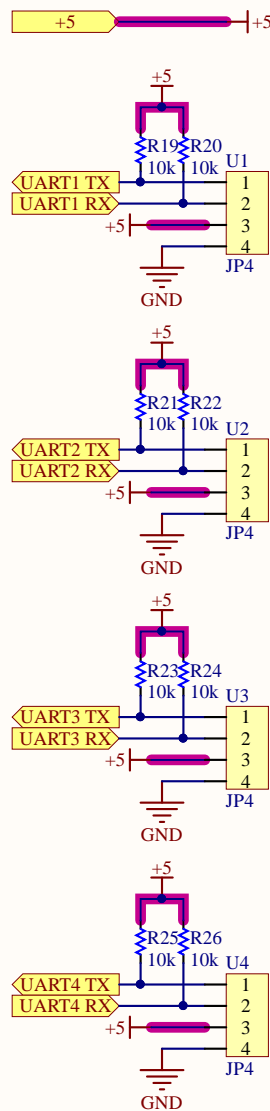 +5 +5
+5
R19 R20 U1
10k 10k
UART1 TX 1
UART1 RX 2
+5 3
4
JP4
GND
+5
R21 R22 U2
10k 10k
UART2 TX 1
UART2 RX 2
+5 3
4
JP4
GND
+5
R23 R24 U3
10k 10k
UART3 TX 1
UART3 RX 2
+5 3
4
JP4
GND
+5
R25 R26 U4
10k 10k
UART4 TX 1
UART4 RX 2
+5 3
4
JP4
GND